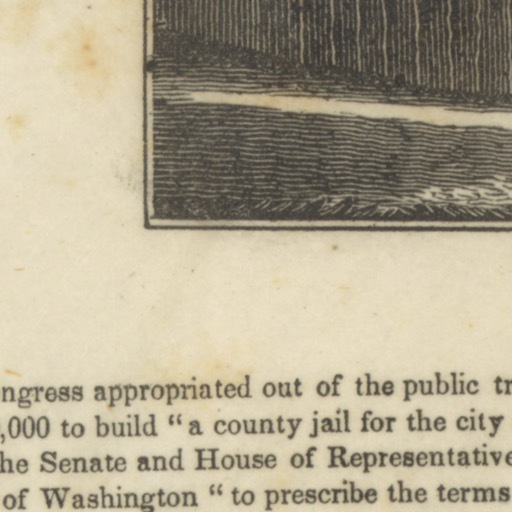 ngress appropriated out of the public tr
,000 to build “ a county jail for the city
he Senate and House of Representative
of Washington “ to prescribe the terms